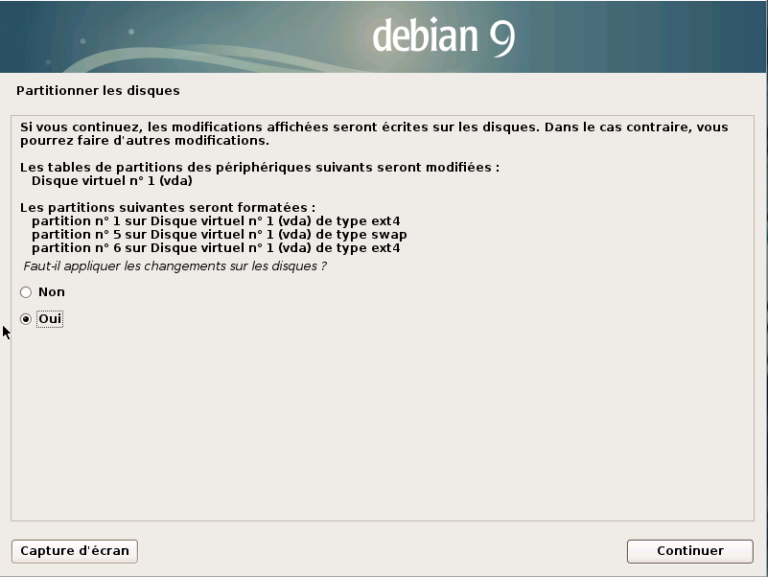 debian 9
Partitionner les disques
Si vous continuez, les modifications affichées seront écrites sur les disques. Dans le cas contraire, vous
pourrez faire d'autres modifications.
Les tables de partitions des périphériques suivants seront modifiées :
Disque virtuel n° 1 (vda)
Les partitions suivantes seront formatées :
partition n° 1 sur Disque virtuel n° 1 (vda) de type ext4
partition n° 5 sur Disque virtuel n° 1 (vda) de type swap
partition n° 6 sur Disque virtuel n° 1 (vda) de type ext4
Faut-il appliquer les changements sur les disques ?
Non
Oui
Capture d'écran
Continuer